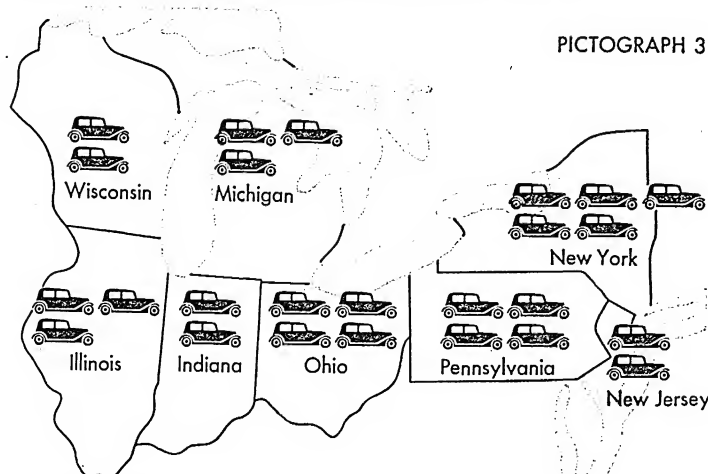 PICTOGRAPH 3
Wisconsin
Michigan
New York
Illinois
Indiana
Ohio
Pennsylvania
New Jersey